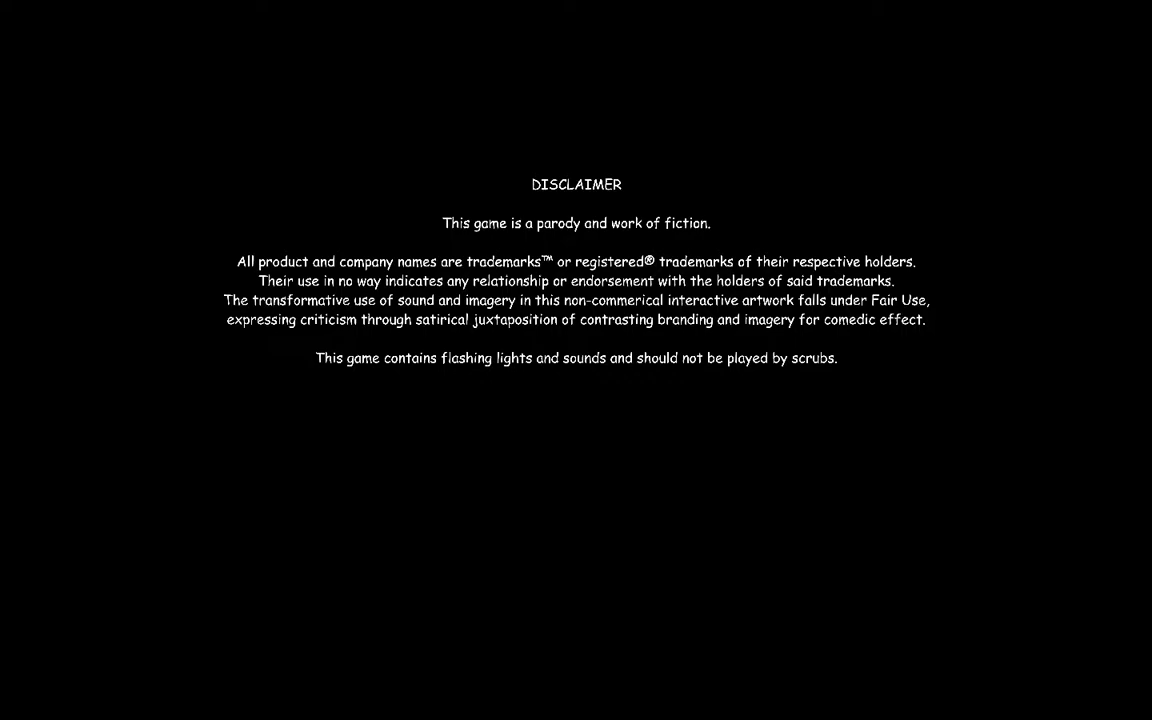 DISCLAIMER
This game is a parody and work of fiction.
All product and company names are trademarks™ or registered® trademarks of their respective holders.
Their use in no way indicates any relationship or endorsement with the holders of said trademarks.
The transformative use of sound and imagery in this non-commerical interactive artwork falls under Fair Use,
expressing criticism through satirical juxtaposition of contrasting branding and imagery for comedic effect.
This game contains flashing lights and sounds and should not be played by scrubs.